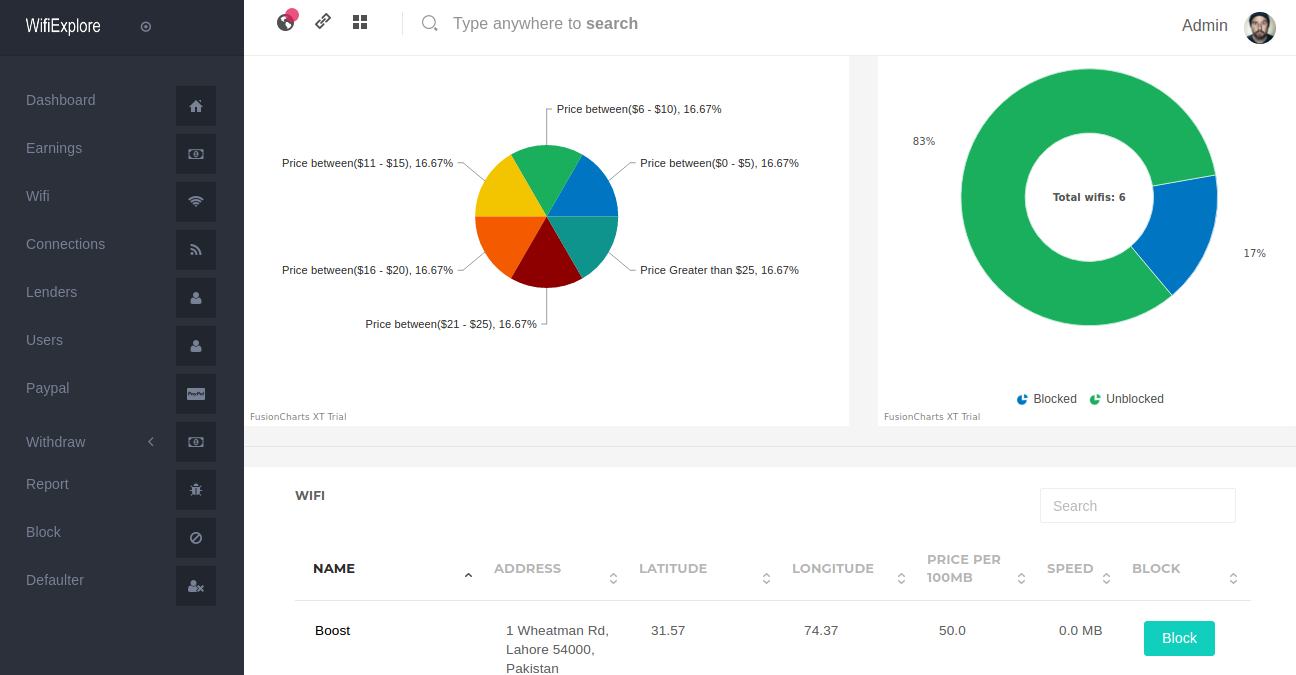 WifiExplore
Type anywhere to search
Admin
Dashboard
Earnings
Wifi
Connections
Lenders
Users
Paypal
PayPal
Withdraw
Report
Block
Defaulter
Price between($6 - $10), 16.67%
Price between($11 - $15), 16.67%
Price between($0 - $5), 16.67%
Price between($16 - $20), 16.67%
Price Greater than $25, 16.67%
Price between($21 - $25), 16.67%
FusionCharts XT Trial
83%
Total wifis: 6
17%
Blocked
Unblocked
FusionCharts XT Trial
WIFI
Search
NAME
ADDRESS
LATITUDE
LONGITUDE
PRICE PER
100MB
SPEED
BLOCK
Boost
1 Wheatman Rd,
Lahore 54000,
Pakistan
31.57
74.37
50.0
0.0 MB
Block